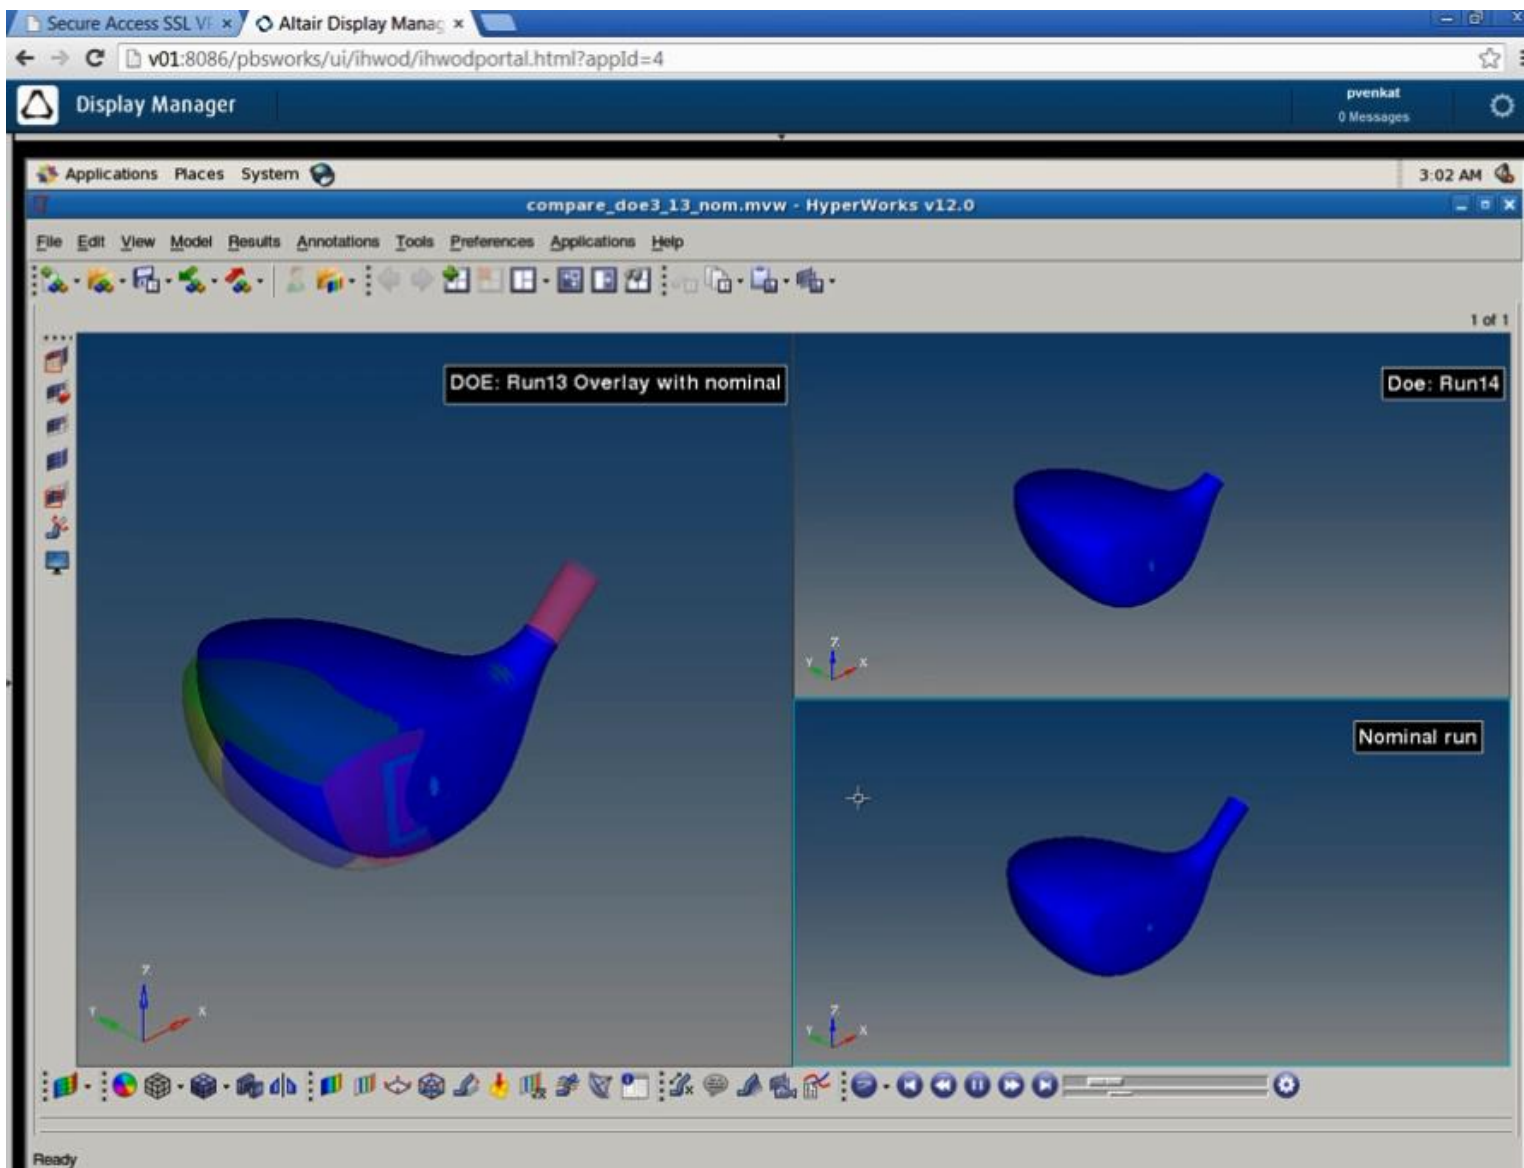 Secure Access SSL VP
Altair Display Manag
v01:8086/pbsworks/ui/ihwod/ihwodportal.html?appId=4
Display Manager
pvenkat
0 Messages
Applications Places System
3:02 AM
compare_doe3_13_nom.mvw - HyperWorks v12.0
File Edit View Model Results Annotations Tools Preferences Applications Help
1 of 1
DOE: Run13 Overlay with nominal
Doe: Run14
Z
Y X
Nominal run
Z
Y X
Z
Y X
Ready